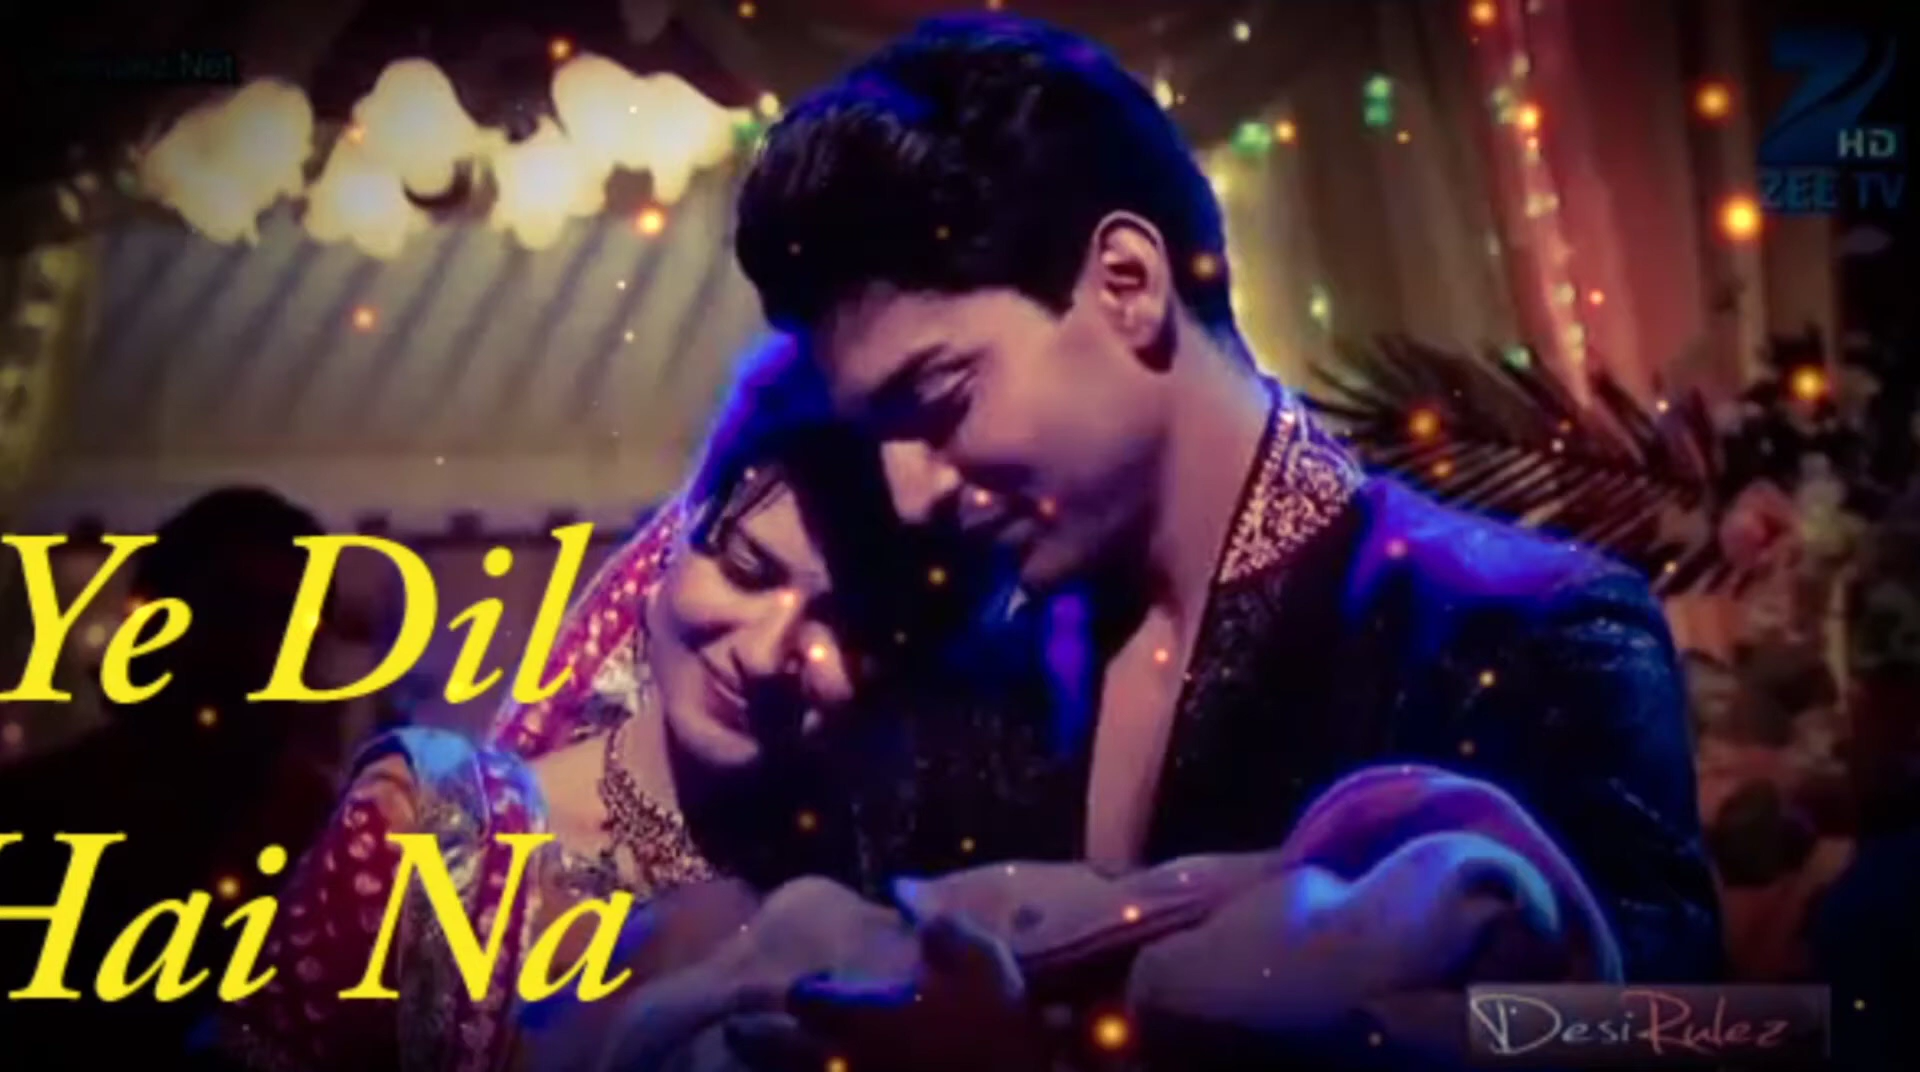 HD
ZEE TV
Ye Dil
Hai Na
DesiRulez